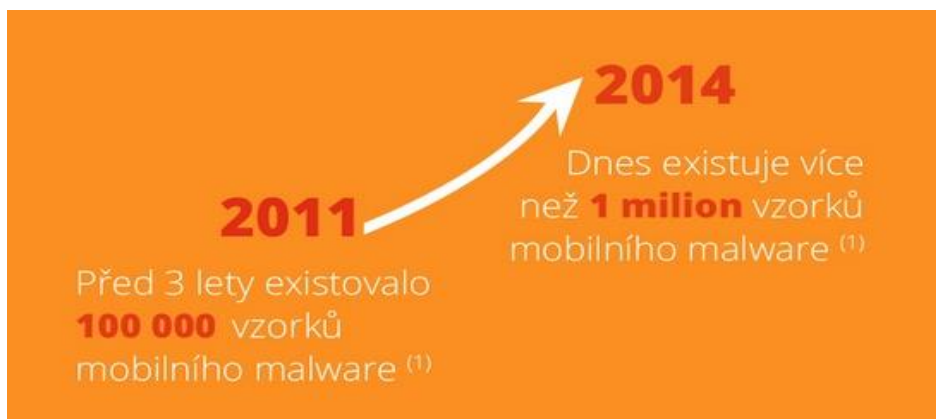 2011
Před 3 lety existovalo
100 000 vzorků
mobilního malware (1)
2014
Dnes existuje více
než 1 milion vzorků
mobilního malware (1)